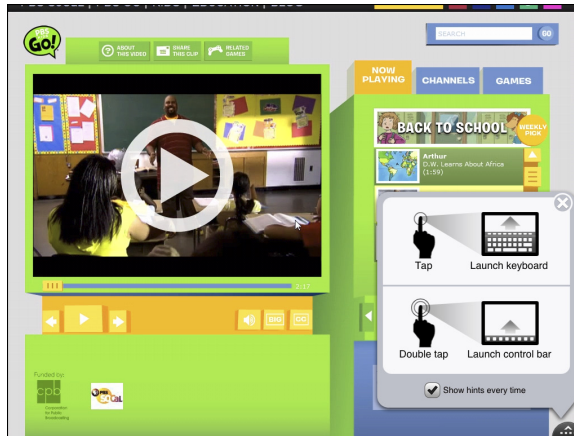 PBS
GO!
ABOUT
THIS VIDEO
SHARE
THIS CLIP
RELATED
GAMES
SEARCH
GO
NOW
PLAYING
CHANNELS
GAMES
BACK TO SCHOOL
WEEKLY
PICK
Arthur
D.W. Learns About Africa
(1:59)
2:17
BIG
CC
Tap
Launch keyboard
Double tap
Launch control bar
Show hints every time
Funded by:
cpb
Corporation
for Public
Broadcasting
PBS
SOCAL